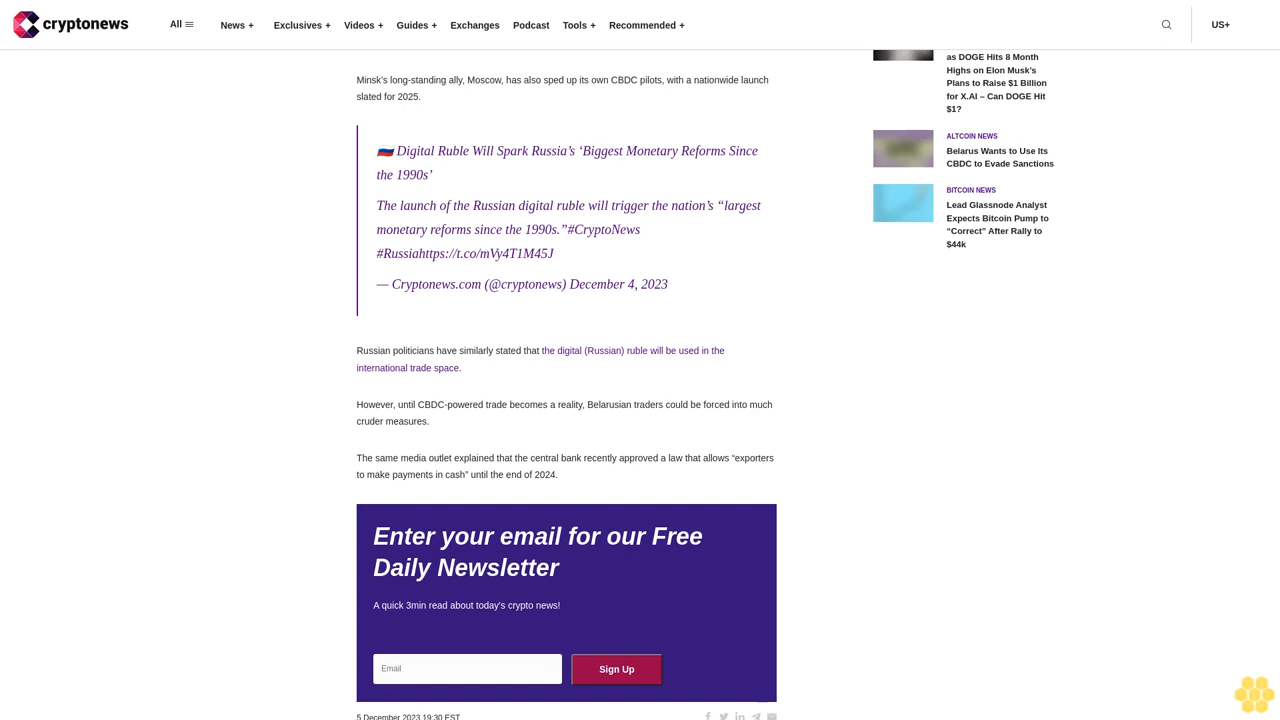 cryptonews
All
News +
Exclusives +
Videos +
Guides +
Exchanges
Podcast
Tools +
Recommended +
US+
Minsk’s long-standing ally, Moscow, has also sped up its own CBDC pilots, with a nationwide launch
slated for 2025.
🇷🇺 Digital Ruble Will Spark Russia’s ‘Biggest Monetary Reforms Since
the 1990s’
The launch of the Russian digital ruble will trigger the nation’s “largest
monetary reforms since the 1990s.”#CryptoNews
#Russiahttps://t.co/mVy4T1M45J
— Cryptonews.com (@cryptonews) December 4, 2023
Russian politicians have similarly stated that the digital (Russian) ruble will be used in the
international trade space.
However, until CBDC-powered trade becomes a reality, Belarusian traders could be forced into much
cruder measures.
The same media outlet explained that the central bank recently approved a law that allows “exporters
to make payments in cash” until the end of 2024.
Enter your email for our Free
Daily Newsletter
A quick 3min read about today’s crypto news!
Email
Sign Up
5 December 2023 19:30 EST
as DOGE Hits 8 Month
Highs on Elon Musk’s
Plans to Raise $1 Billion
for X.AI – Can DOGE Hit
$1?
ALTCOIN NEWS
Belarus Wants to Use Its
CBDC to Evade Sanctions
BITCOIN NEWS
Lead Glassnode Analyst
Expects Bitcoin Pump to
“Correct” After Rally to
$44k